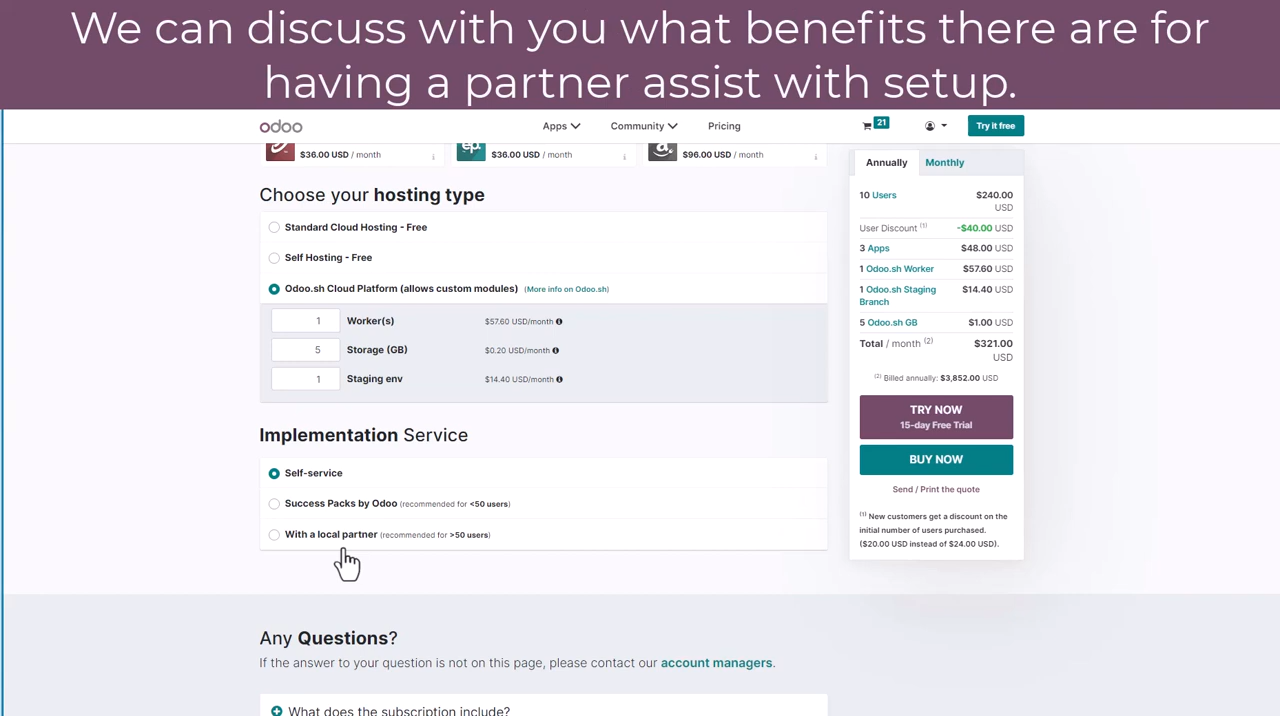 We can discuss with you what benefits there are for
having a partner assist with setup.
odoo
Apps
Community
Pricing
21
Try it free
$36.00 USD / month
$36.00 USD / month
$96.00 USD / month
Choose your hosting type
Standard Cloud Hosting - Free
Self Hosting - Free
Odoo.sh Cloud Platform (allows custom modules) (More info on Odoo.sh)
1 Worker(s) $57.60 USD/month
5 Storage (GB) $0.20 USD/month
1 Staging env $14.40 USD/month
Implementation Service
Self-service
Success Packs by Odoo (recommended for <50 users)
With a local partner (recommended for >50 users)
Annually Monthly
10 Users $240.00
USD
User Discount (1) -$40.00 USD
3 Apps $48.00 USD
1 Odoo.sh Worker $57.60 USD
1 Odoo.sh Staging $14.40 USD
Branch
5 Odoo.sh GB $1.00 USD
Total / month (2) $321.00
USD
(2) Billed annually: $3,852.00 USD
TRY NOW
15-day Free Trial
BUY NOW
Send / Print the quote
(1) New customers get a discount on the
initial number of users purchased.
($20.00 USD instead of $24.00 USD).
Any Questions?
If the answer to your question is not on this page, please contact our account managers.
What does the subscription include?